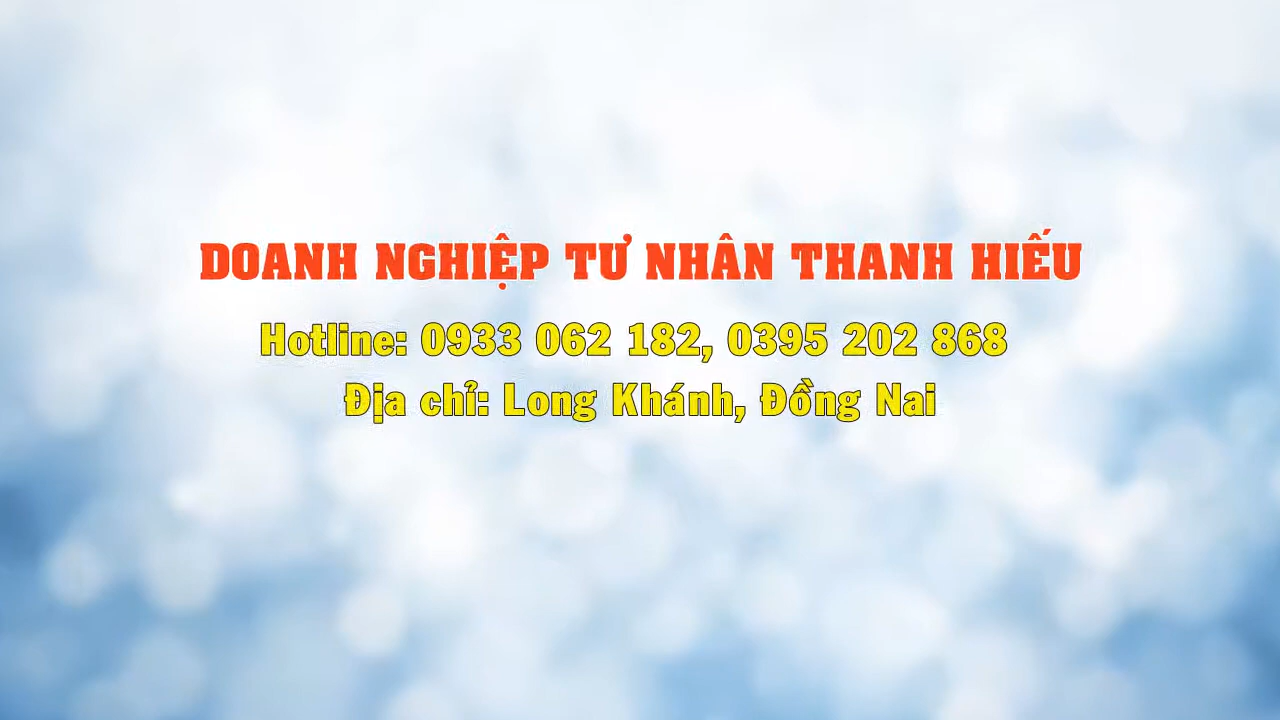 DOANH NGHIỆP TƯ NHÂN THANH HIẾU
Hotline: 0933 062 182, 0395 202 868
Địa chỉ: Long Khánh, Đồng Nai